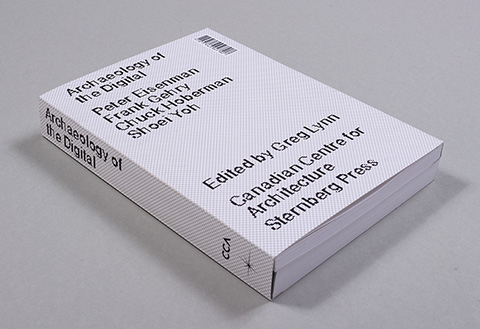 Archaeology of
the Digital
Peter Eisenman
Frank Gehry
Chuck Hoberman
Shoei Yoh
Edited by Greg Lynn
Canadian Centre for
Architecture
Sternberg Press
Archaeology of
the Digital
CCA